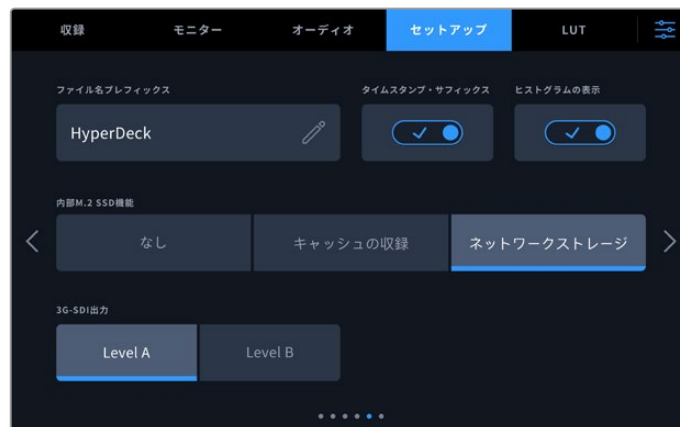 収録 モニター オーディオ セットアップ LUT
ファイル名プレフィックス タイムスタンプ・サフィックス ヒストグラムの表示
HyperDeck
内部M.2 SSD機能
なし キャッシュの収録 ネットワークストレージ
3G-SDI出力
Level A Level B